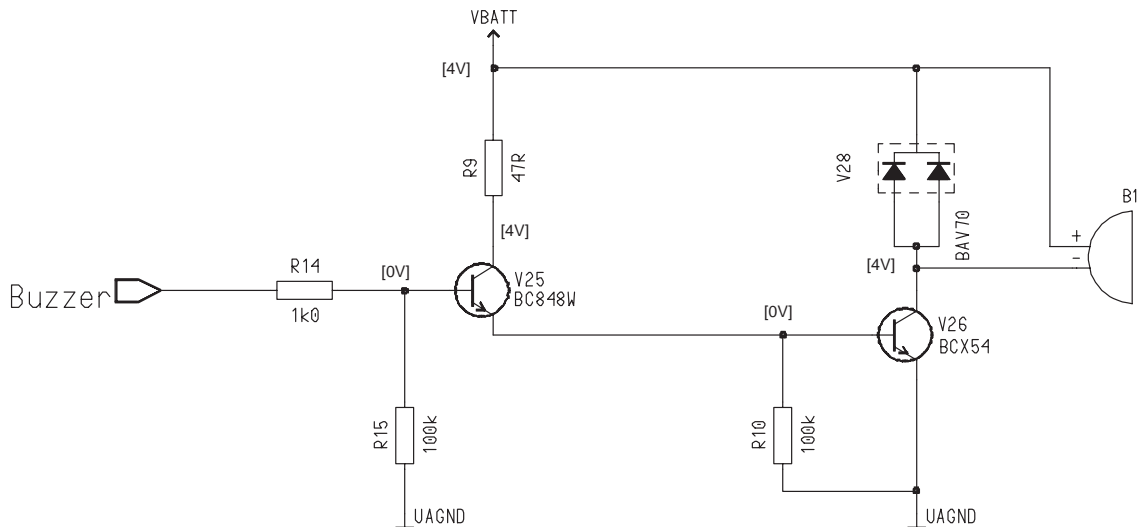 VBATT
[4V]
R9
47R
V28
B1
[4V]
BAV70
+
-
R14
[0V]
V25
[4V]
Buzzer
BC848W
1k0
[0V]
V26
BCX54
R15
100k
R10
100k
UAGND
UAGND